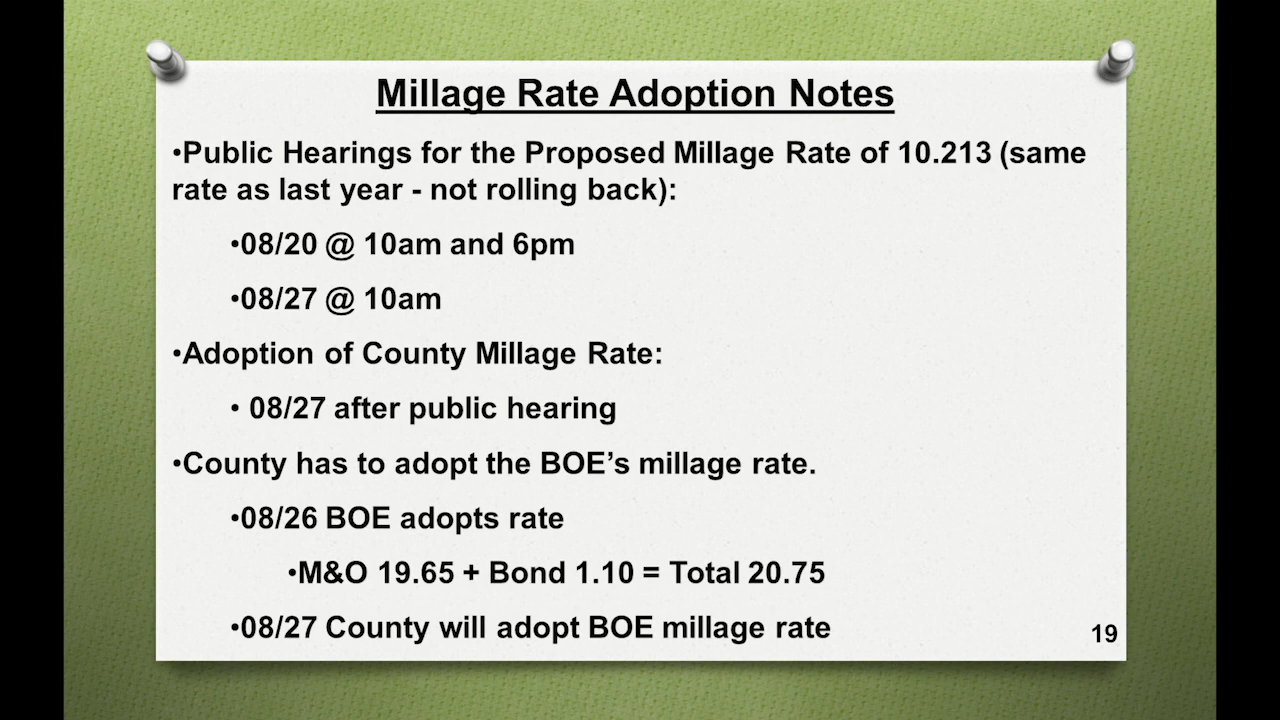 Millage Rate Adoption Notes
•Public Hearings for the Proposed Millage Rate of 10.213 (same
rate as last year - not rolling back):
•08/20 @ 10am and 6pm
•08/27 @ 10am
•Adoption of County Millage Rate:
• 08/27 after public hearing
•County has to adopt the BOE’s millage rate.
•08/26 BOE adopts rate
•M&O 19.65 + Bond 1.10 = Total 20.75
•08/27 County will adopt BOE millage rate
19